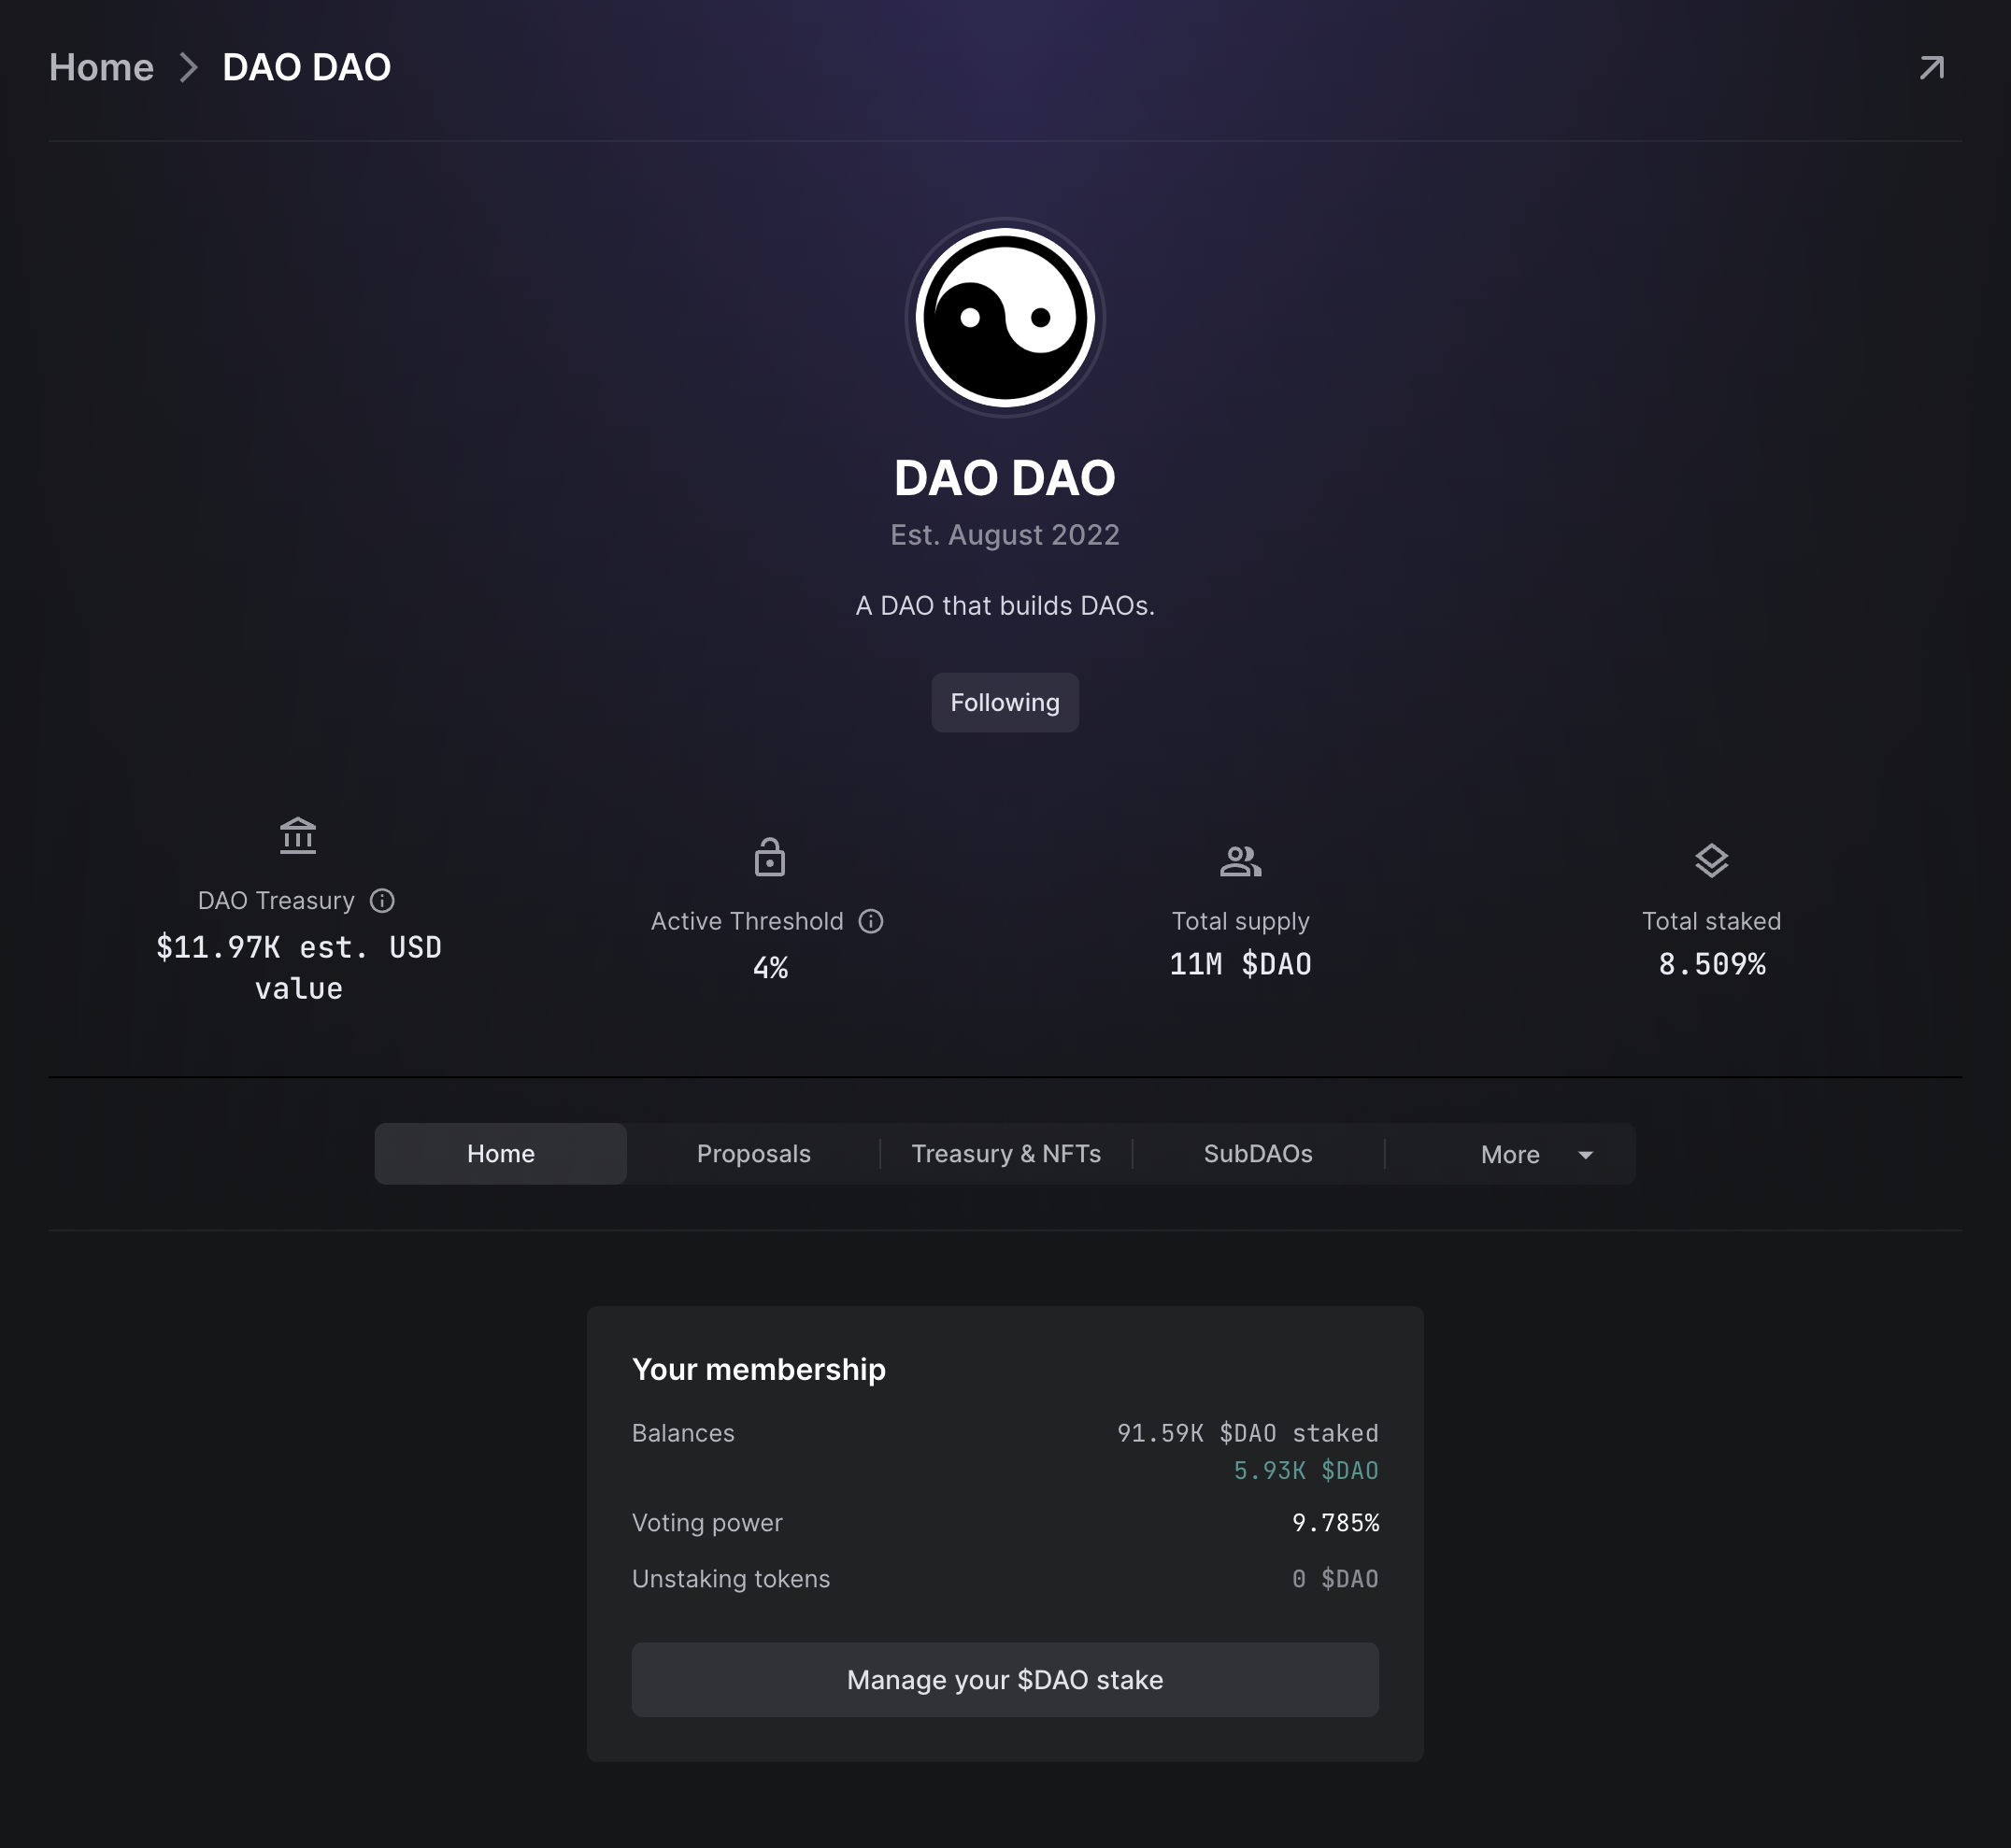 Home > DAO DAO
DAO DAO
Est. August 2022
A DAO that builds DAOs.
Following
DAO Treasury
$11.97K est. USD
value
Active Threshold
4%
Total supply
11M $DAO
Total staked
8.509%
Home
Proposals
Treasury & NFTs
SubDAOs
More
Your membership
Balances
91.59K $DAO staked
5.93K $DAO
Voting power
9.785%
Unstaking tokens
0 $DAO
Manage your $DAO stake